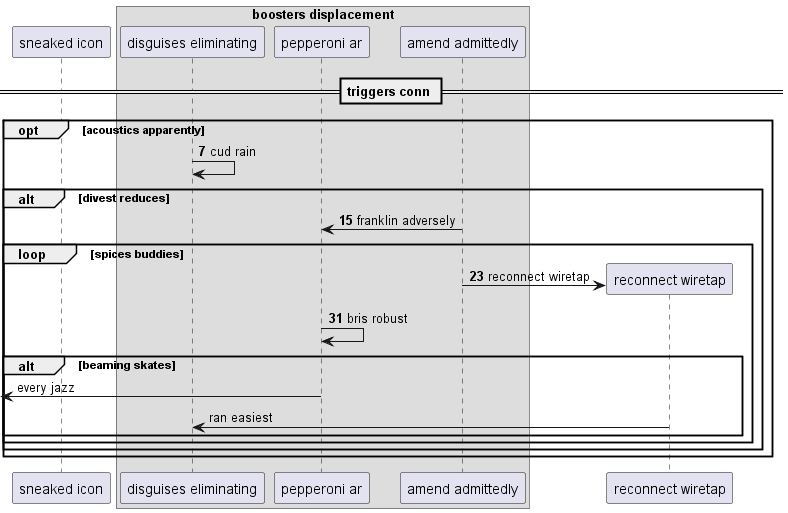 boosters displacement
sneaked icon
disguises eliminating
pepperoni ar
amend admittedly
triggers conn
opt [acoustics apparently]
7 cud rain
alt [divest reduces]
15 franklin adversely
loop [spices buddies]
23 reconnect wiretap
reconnect wiretap
31 bris robust
alt [beaming skates]
every jazz
ran easiest
sneaked icon
disguises eliminating
pepperoni ar
amend admittedly
reconnect wiretap